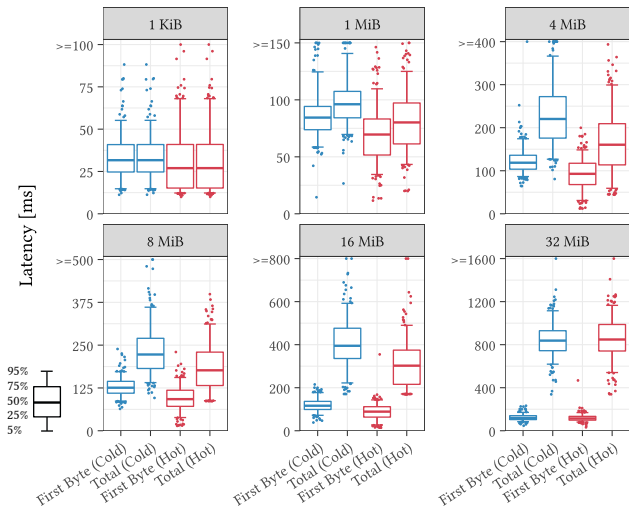 1 KiB
1 MiB
4 MiB
>=100
75
50
25
0
>=150
100
50
0
>=400
300
200
100
0
8 MiB
16 MiB
32 MiB
>=500
375
250
125
0
>=800
600
400
200
0
>=1600
1200
800
400
0
Latency [ms]
95%
75%
50%
25%
5%
First Byte (Cold)
Total (Cold)
First Byte (Hot)
Total (Hot)
First Byte (Cold)
Total (Cold)
First Byte (Hot)
Total (Hot)
First Byte (Cold)
Total (Cold)
First Byte (Hot)
Total (Hot)